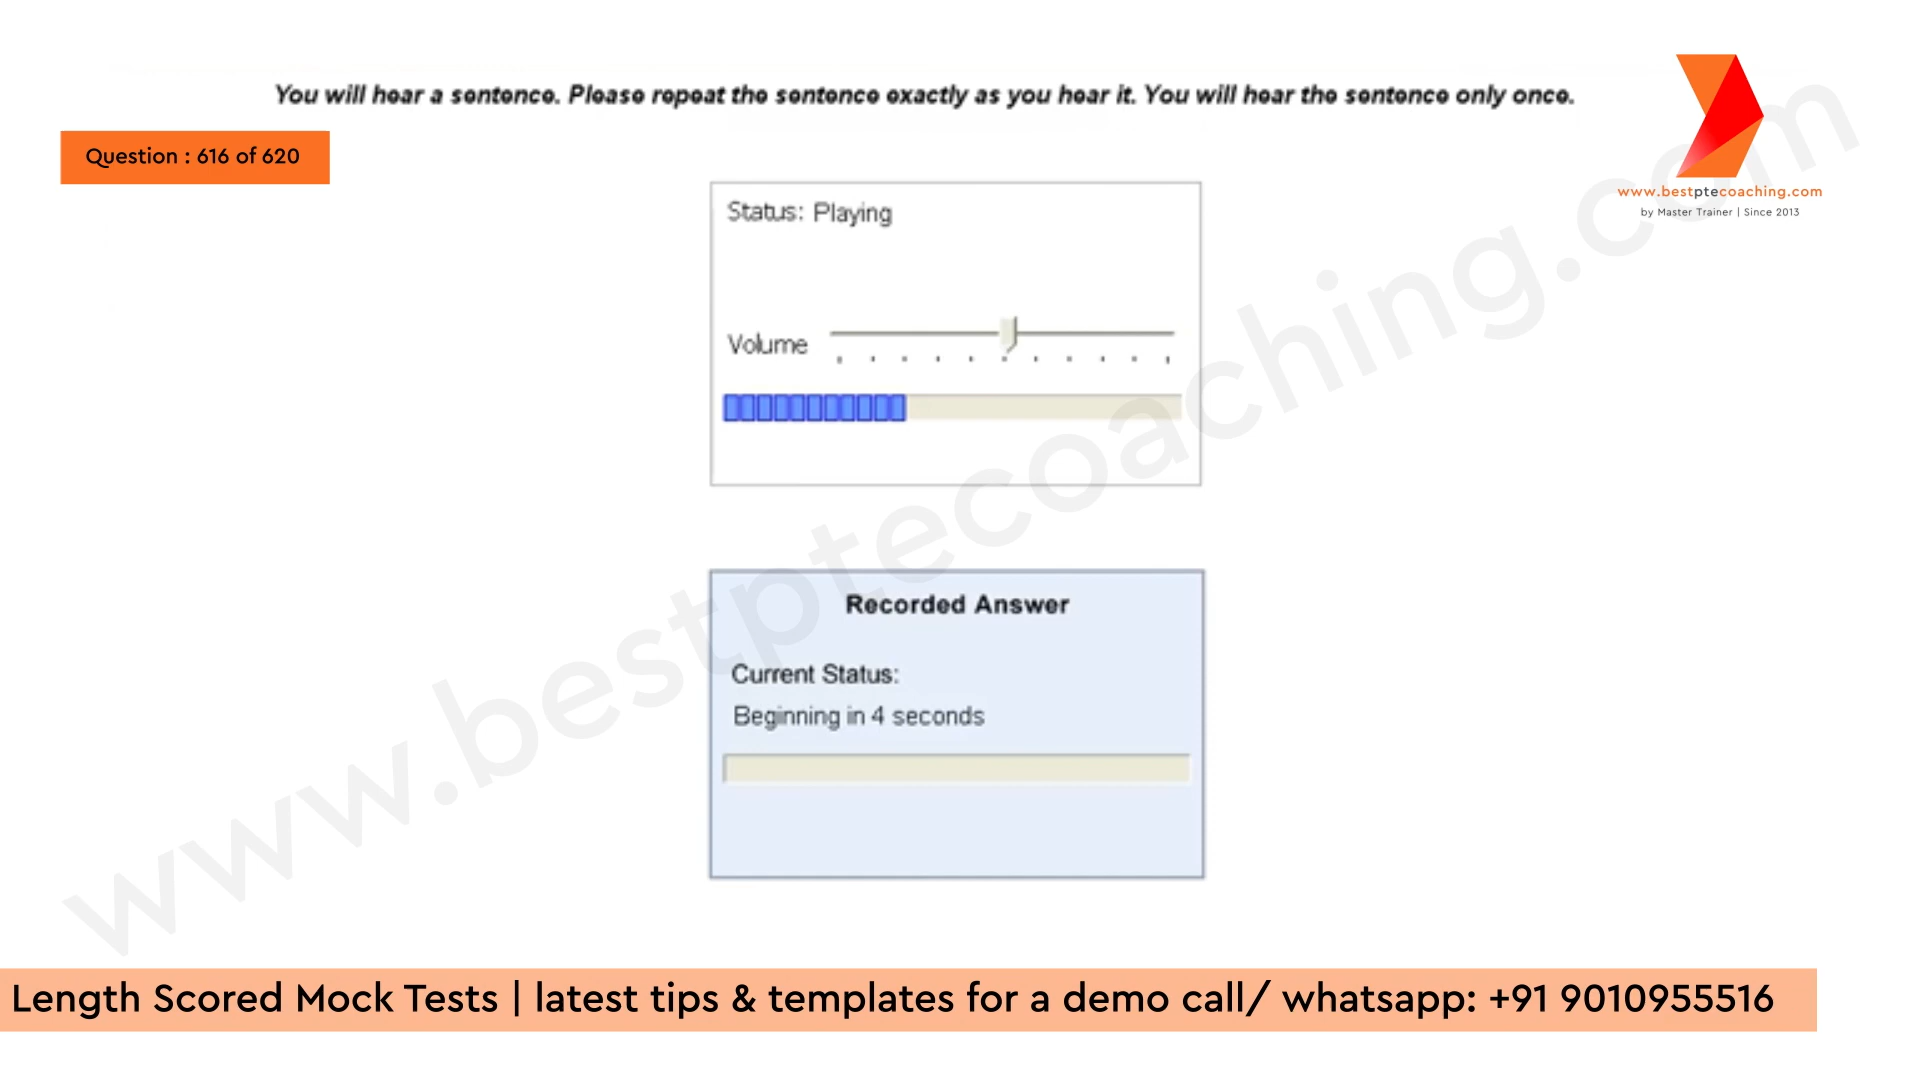 You will hear a sentence. Please repeat the sentence exactly as you hear it. You will hear the sentence only once.
Question : 616 of 620
www.bestptecoaching.com
by Master Trainer | Since 2013
Status: Playing
Volume
www.bestptecoaching.com
Recorded Answer
Current Status:
Beginning in 4 seconds
Length Scored Mock Tests | latest tips & templates for a demo call/ whatsapp: +91 9010955516